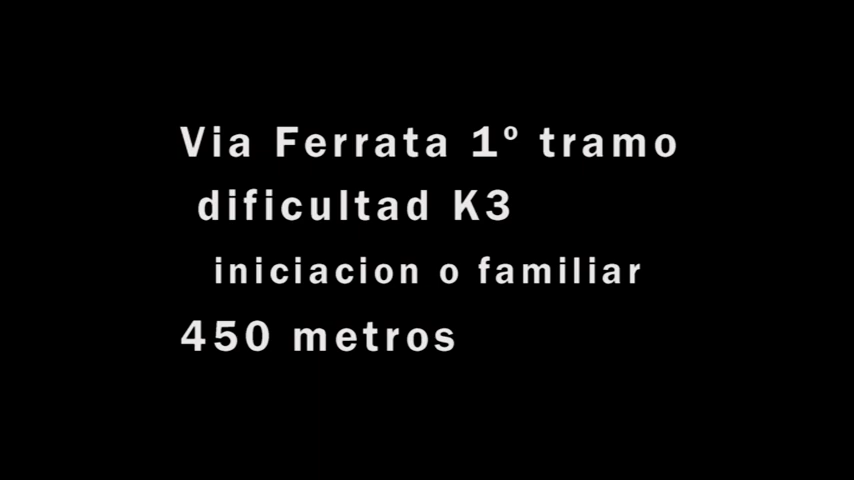 Via Ferrata 1º tramo
dificultad K3
iniciacion o familiar
450 metros